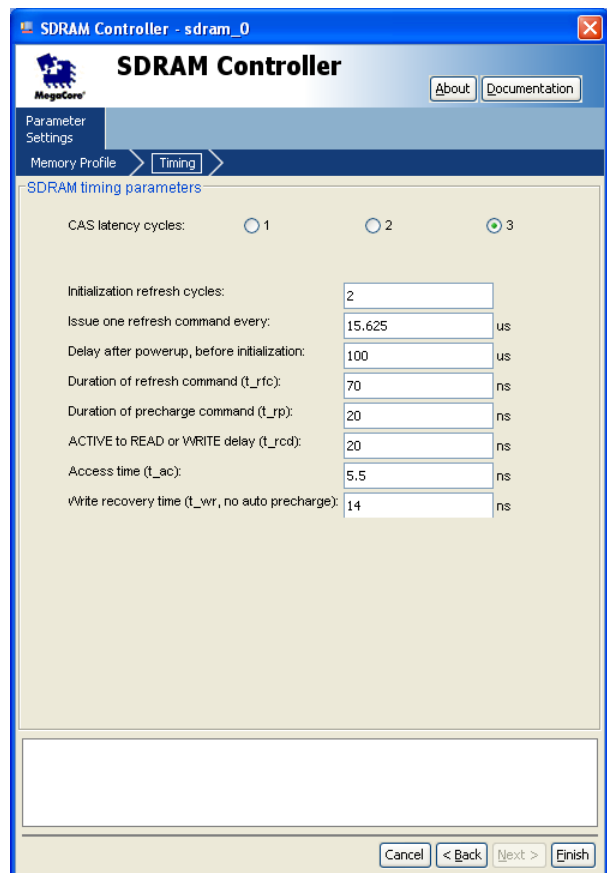 SDRAM Controller - sdram_0
SDRAM Controller
MegaCore®
About Documentation
Parameter
Settings
Memory Profile Timing
SDRAM timing parameters
CAS latency cycles: 1 2 3
Initialization refresh cycles: 2
Issue one refresh command every: 15.625 us
Delay after powerup, before initialization: 100 us
Duration of refresh command (t_rfc): 70 ns
Duration of precharge command (t_rp): 20 ns
ACTIVE to READ or WRITE delay (t_rcd): 20 ns
Access time (t_ac): 5.5 ns
Write recovery time (t_wr, no auto precharge): 14 ns
Cancel < Back Next > Finish